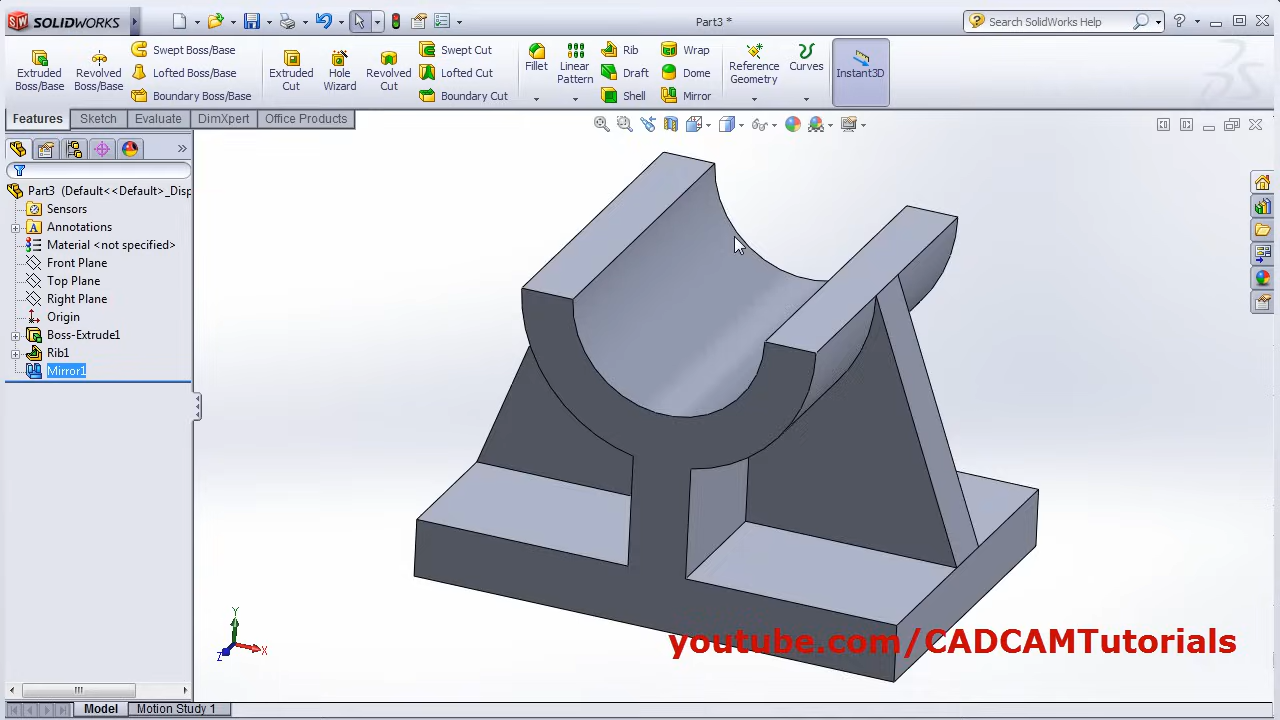 SOLIDWORKS
Part3 *
Search SolidWorks Help
Extruded Boss/Base
Revolved Boss/Base
Swept Boss/Base
Lofted Boss/Base
Boundary Boss/Base
Extruded Cut
Hole Wizard
Revolved Cut
Swept Cut
Lofted Cut
Boundary Cut
Fillet
Linear Pattern
Rib
Draft
Shell
Wrap
Dome
Mirror
Reference Geometry
Curves
Instant3D
Features
Sketch
Evaluate
DimXpert
Office Products
Part3 (Default<<Default>_Disp
Sensors
Annotations
Material <not specified>
Front Plane
Top Plane
Right Plane
Origin
Boss-Extrude1
Rib1
Mirror1
Y
X
Z
youtube.com/CADCAMTutorials
Model
Motion Study 1